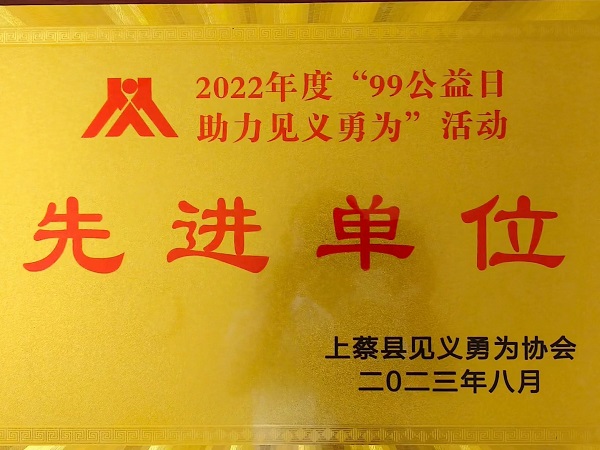 2022年度“99公益日
助力见义勇为”活动
先进单位
上蔡县见义勇为协会
二0二三年八月